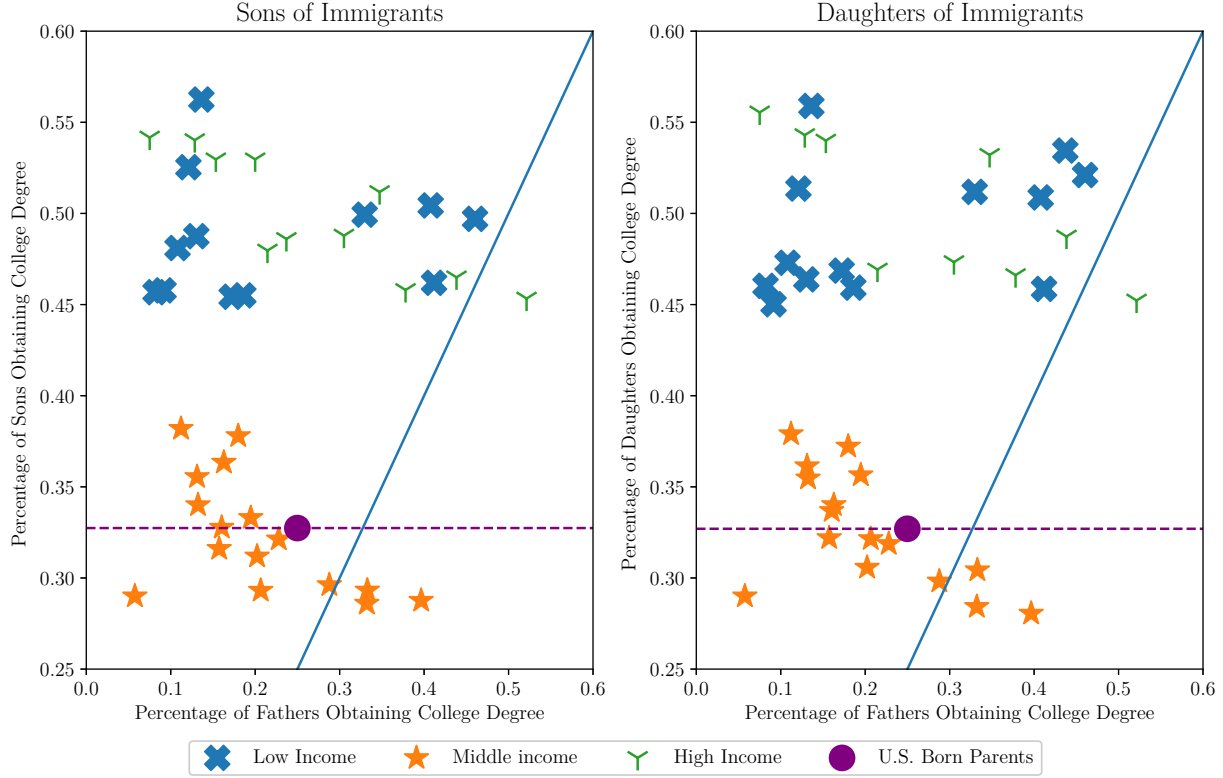 Sons of Immigrants
Daughters of Immigrants
Percentage of Sons Obtaining College Degree
0.60
0.55
0.50
0.45
0.40
0.35
0.30
0.25
0.0 0.1 0.2 0.3 0.4 0.5 0.6
Percentage of Fathers Obtaining College Degree
Percentage of Daughters Obtaining College Degree
0.60
0.55
0.50
0.45
0.40
0.35
0.30
0.25
0.0 0.1 0.2 0.3 0.4 0.5 0.6
Percentage of Fathers Obtaining College Degree
Low Income Middle income High Income U.S. Born Parents